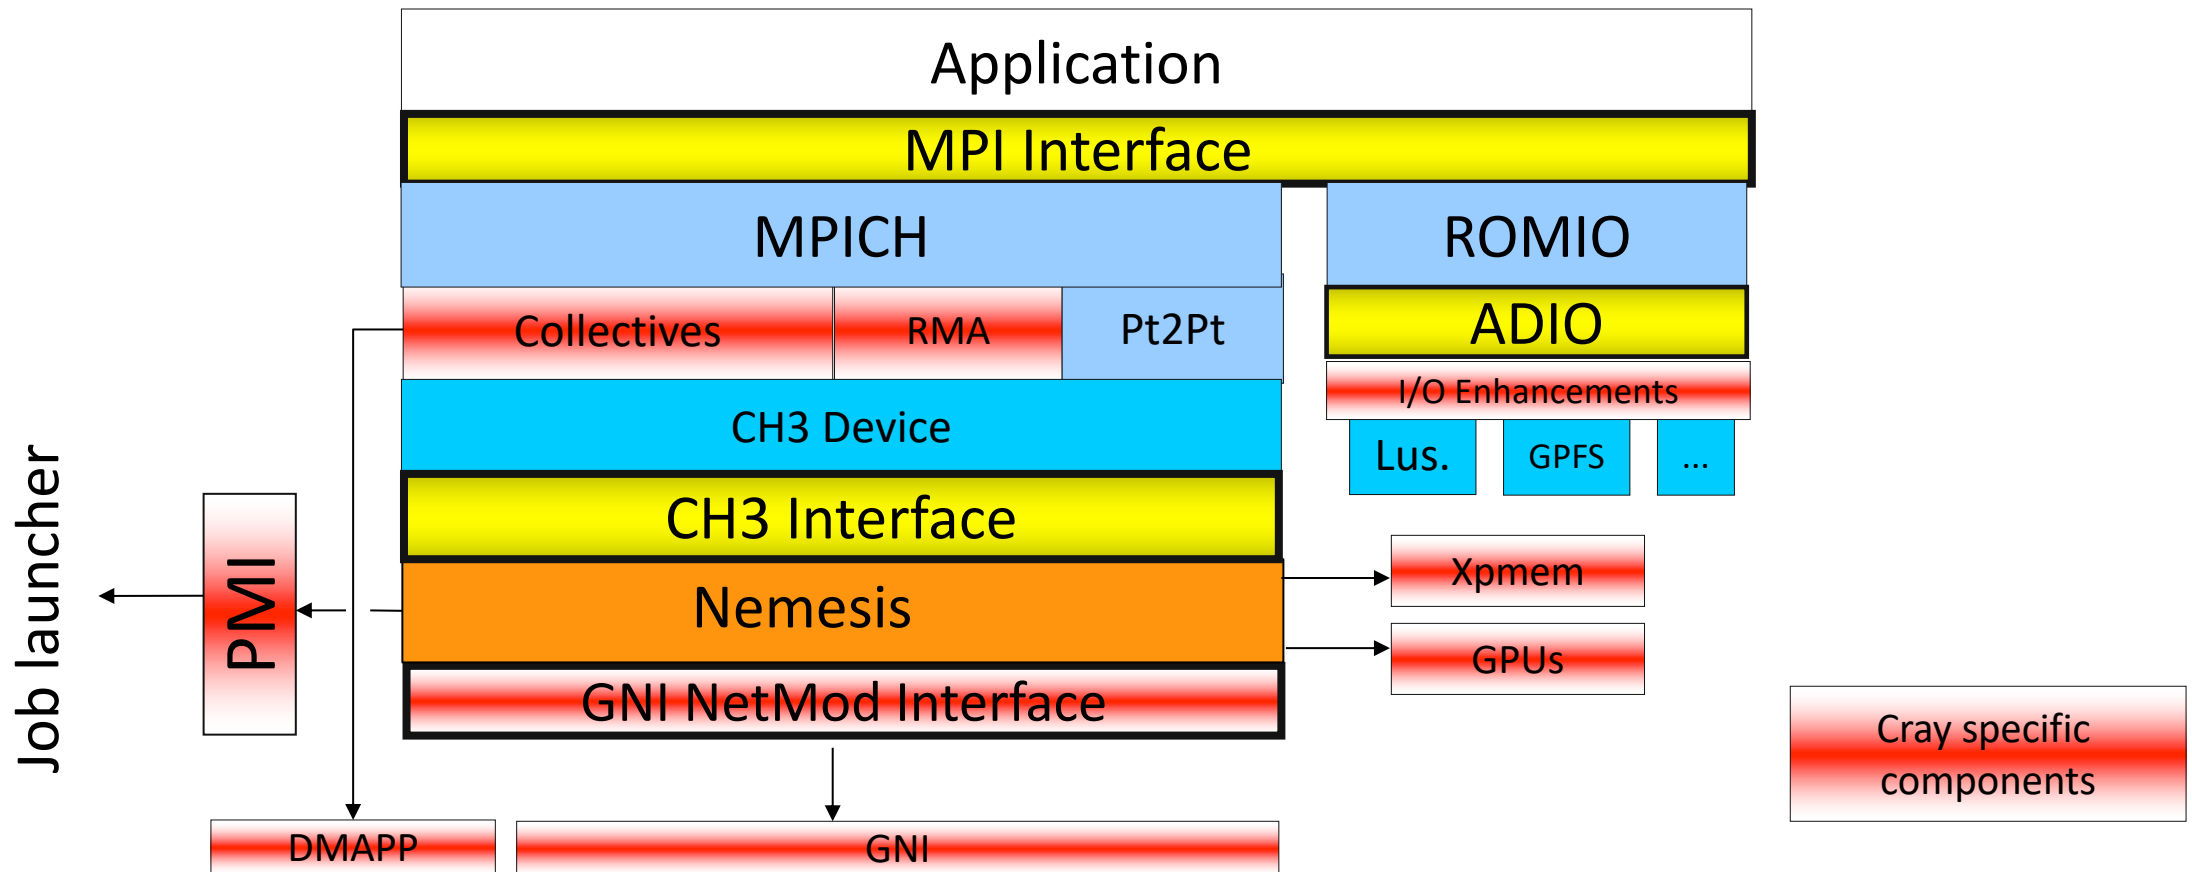 Application
MPI Interface
MPICH
ROMIO
Collectives
RMA
Pt2Pt
ADIO
I/O Enhancements
CH3 Device
Lus.
GPFS
...
CH3 Interface
Job launcher
PMI
Nemesis
Xpmem
GPUs
GNI NetMod Interface
Cray specific
components
DMAPP
GNI